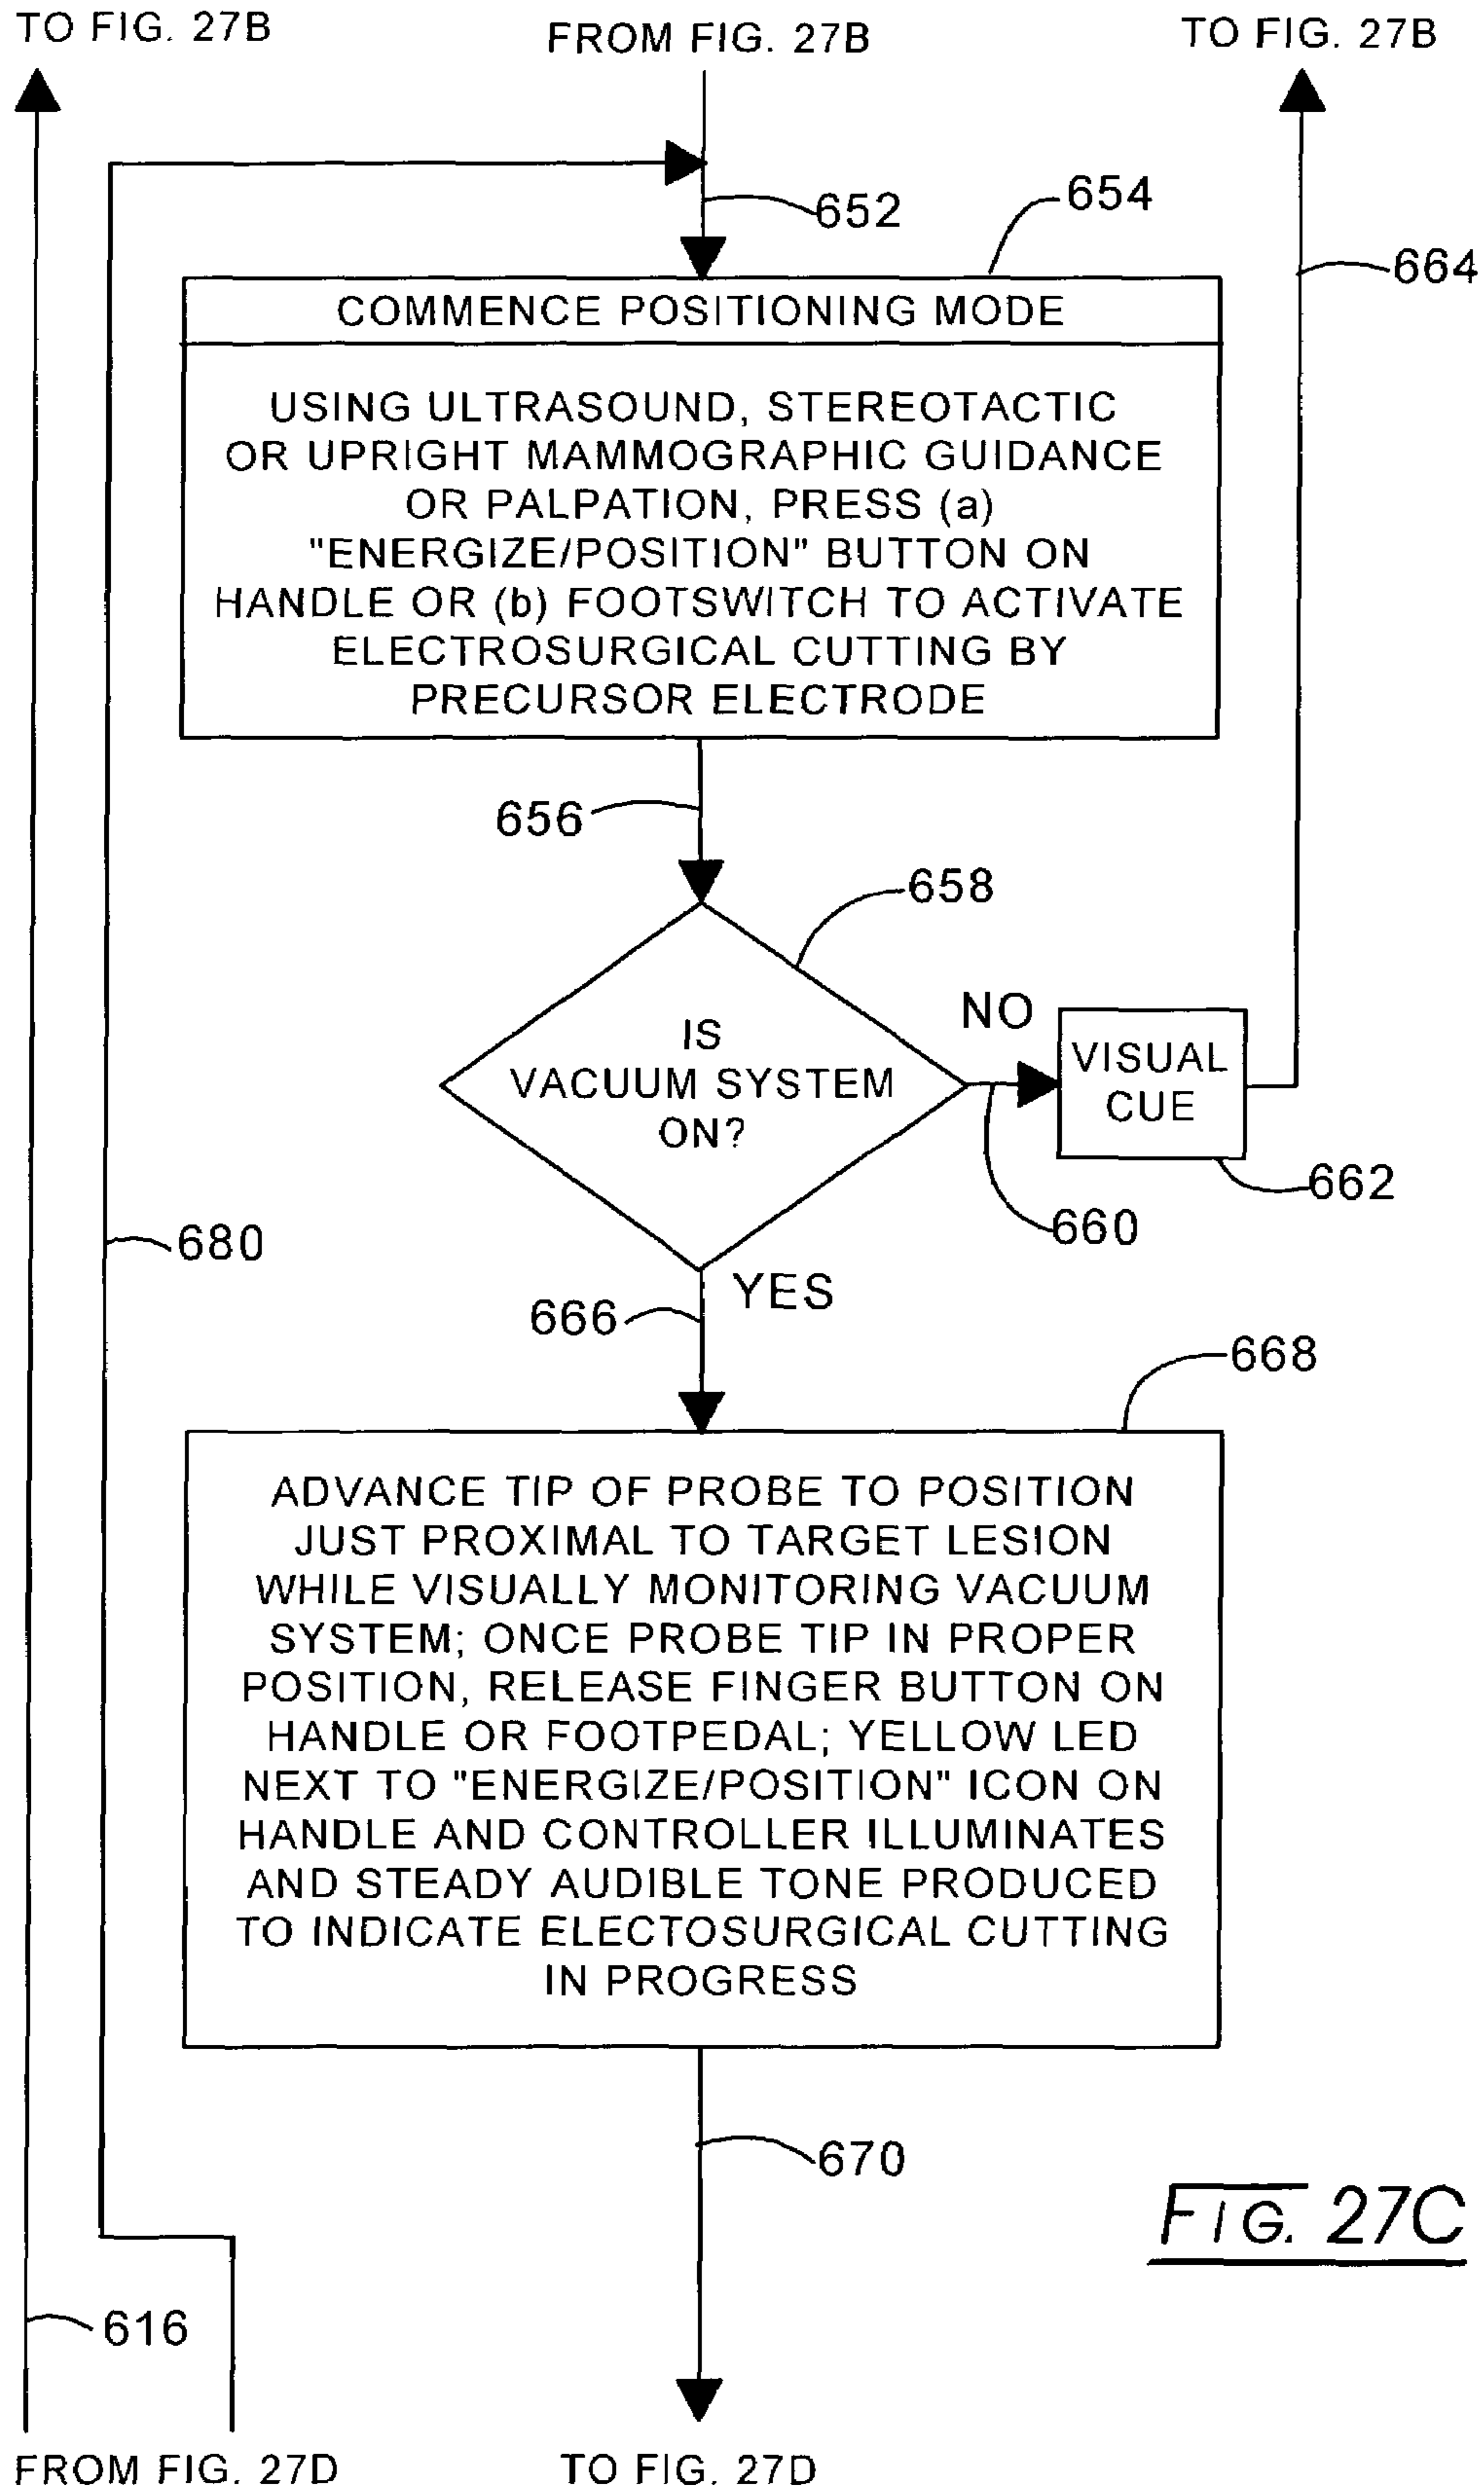 TO FIG. 27B
FROM FIG. 27B
TO FIG. 27B
652
654
664
COMMENCE POSITIONING MODE
USING ULTRASOUND, STEREOTACTIC
OR UPRIGHT MAMMOGRAPHIC GUIDANCE
OR PALPATION, PRESS (a)
"ENERGIZE/POSITION" BUTTON ON
HANDLE OR (b) FOOTSWITCH TO ACTIVATE
ELECTROSURGICAL CUTTING BY
PRECURSOR ELECTRODE
656
658
IS
VACUUM SYSTEM
ON?
NO
VISUAL
CUE
662
660
680
YES
666
668
ADVANCE TIP OF PROBE TO POSITION
JUST PROXIMAL TO TARGET LESION
WHILE VISUALLY MONITORING VACUUM
SYSTEM; ONCE PROBE TIP IN PROPER
POSITION, RELEASE FINGER BUTTON ON
HANDLE OR FOOTPEDAL; YELLOW LED
NEXT TO "ENERGIZE/POSITION" ICON ON
HANDLE AND CONTROLLER ILLUMINATES
AND STEADY AUDIBLE TONE PRODUCED
TO INDICATE ELECTOSURGICAL CUTTING
IN PROGRESS
670
FIG. 27C
616
FROM FIG. 27D
TO FIG. 27D